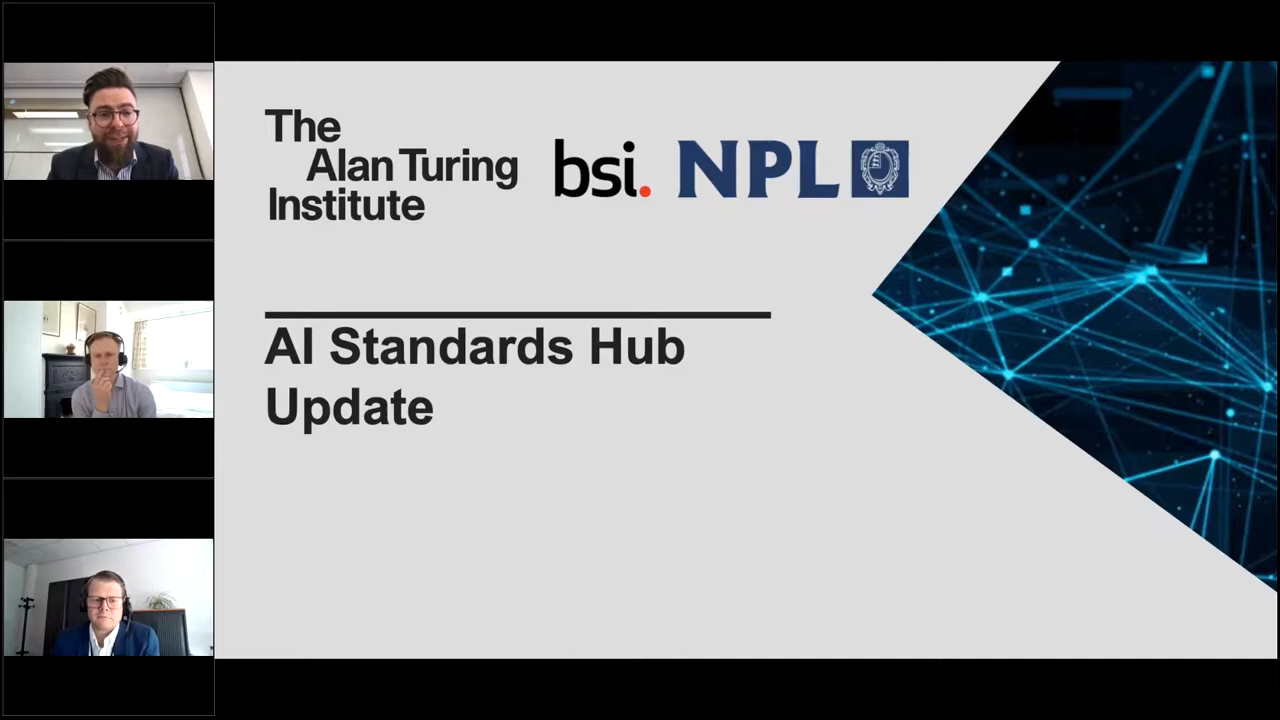 The
Alan Turing
Institute
bsi.
NPL
AI Standards Hub
Update